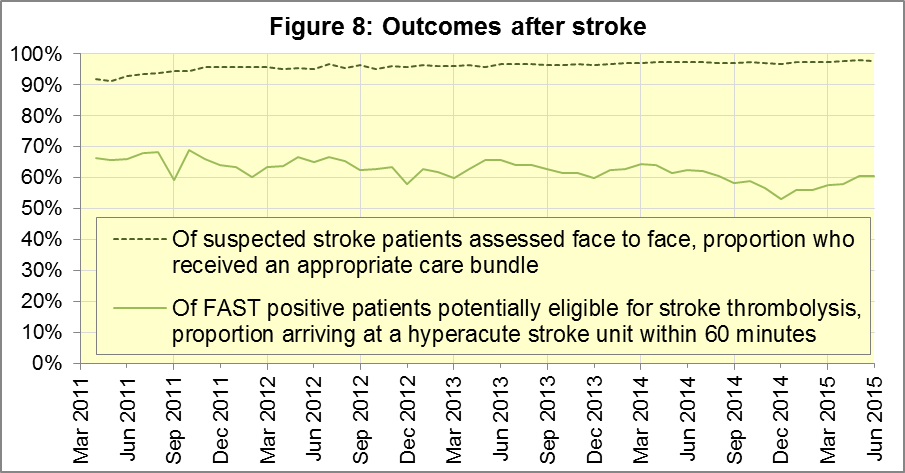 Figure 8: Outcomes after stroke
100%
90%
80%
70%
60%
50%
40%
30%
20%
10%
0%
Of suspected stroke patients assessed face to face, proportion who
received an appropriate care bundle
Of FAST positive patients potentially eligible for stroke thrombolysis,
proportion arriving at a hyperacute stroke unit within 60 minutes
Mar 2011
Jun 2011
Sep 2011
Dec 2011
Mar 2012
Jun 2012
Sep 2012
Dec 2012
Mar 2013
Jun 2013
Sep 2013
Dec 2013
Mar 2014
Jun 2014
Sep 2014
Dec 2014
Mar 2015
Jun 2015